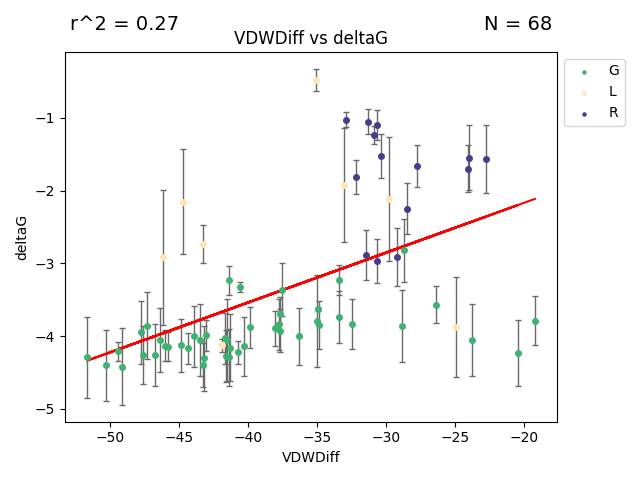 r^2 = 0.27
N = 68
VDWDiff vs deltaG
G
L
R
−1
−2
−3
−4
−5
deltaG
−50
−45
−40
−35
−30
−25
−20
VDWDiff